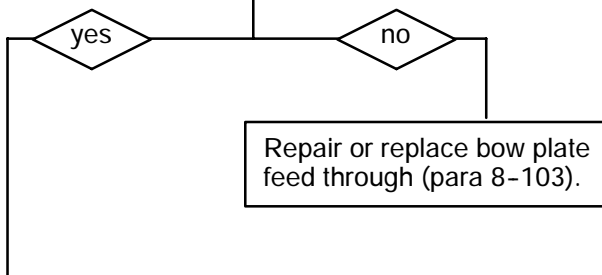 yes
no
Repair or replace bow plate
feed through (para 8-103).